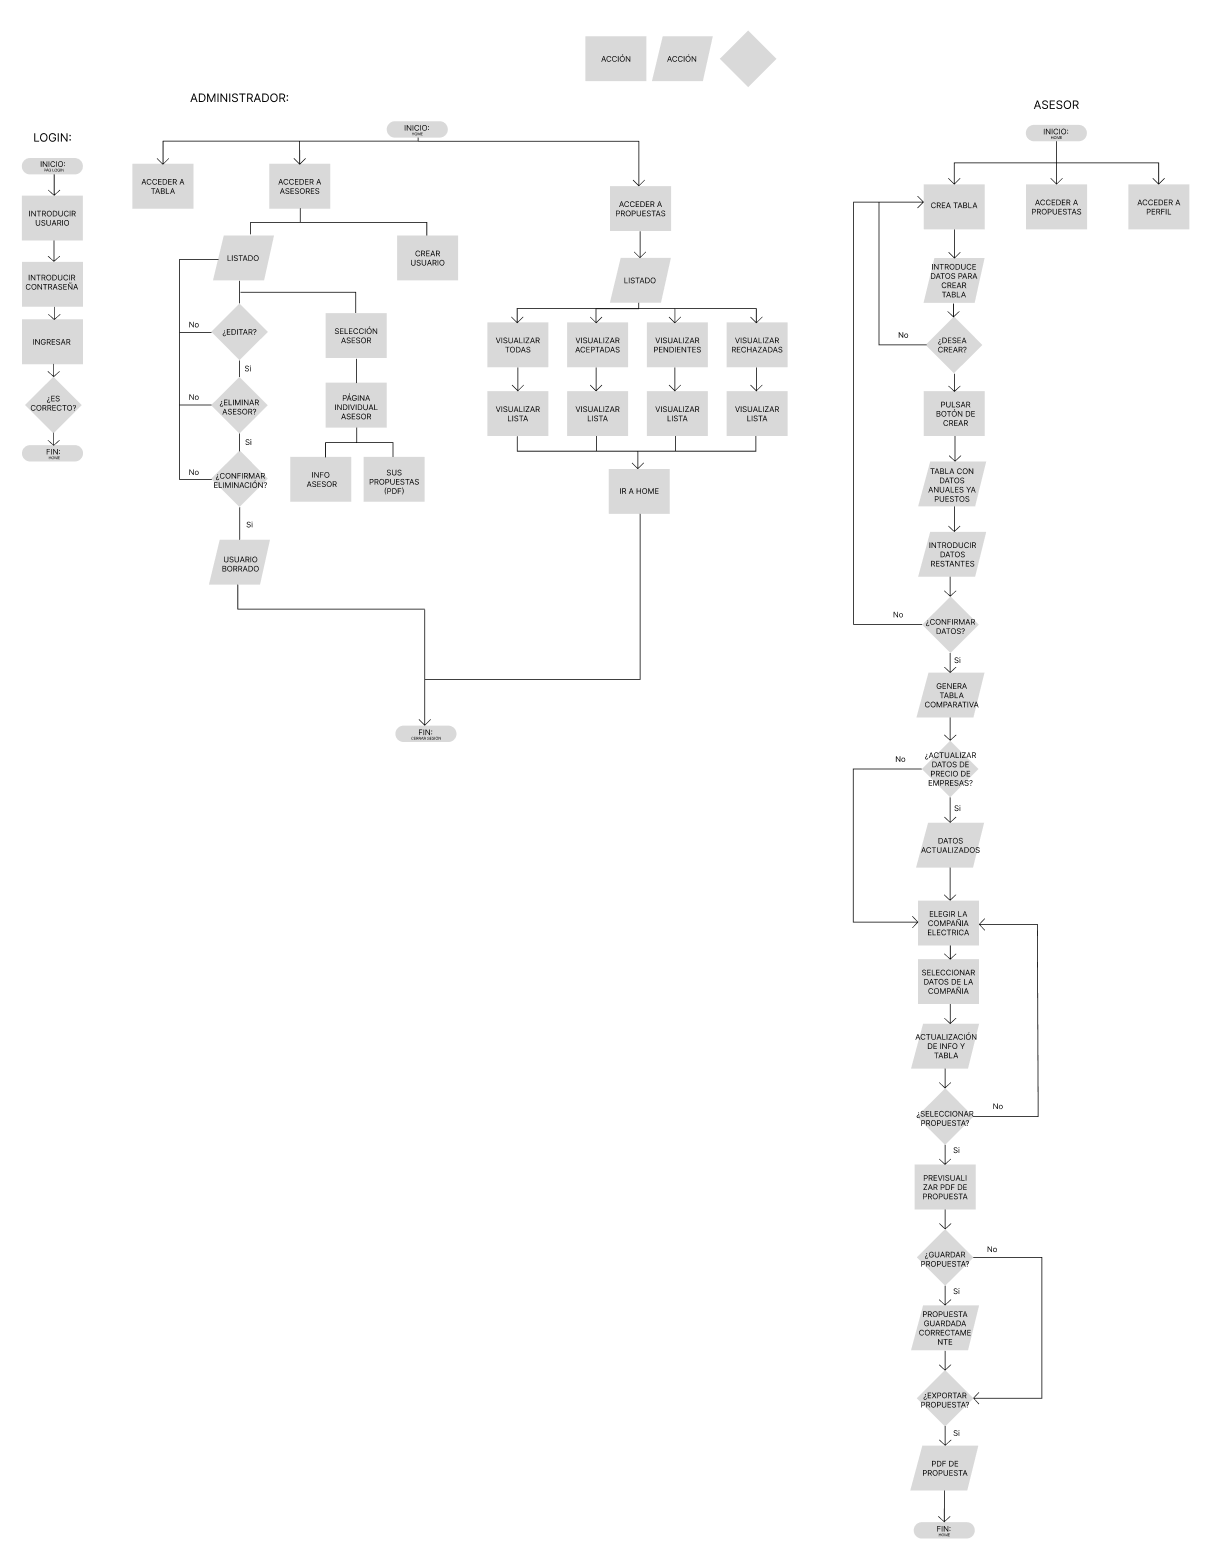 ACCIÓN
ACCIÓN
LOGIN:
INICIO:
PÁG LOGIN
INTRODUCIR
USUARIO
INTRODUCIR
CONTRASEÑA
INGRESAR
¿ES
CORRECTO?
FIN:
HOME
ADMINISTRADOR:
INICIO:
HOME
ACCEDER A
TABLA
ACCEDER A
ASESORES
ACCEDER A
PROPUESTAS
LISTADO
CREAR
USUARIO
No
¿EDITAR?
Si
No
¿ELIMINAR
ASESOR?
Si
No
¿CONFIRMAR
ELIMINACIÓN?
Si
USUARIO
BORRADO
SELECCIÓN
ASESOR
PÁGINA
INDIVIDUAL
ASESOR
INFO
ASESOR
SUS
PROPUESTAS
(PDF)
LISTADO
VISUALIZAR
TODAS
VISUALIZAR
ACEPTADAS
VISUALIZAR
PENDIENTES
VISUALIZAR
RECHAZADAS
VISUALIZAR
LISTA
VISUALIZAR
LISTA
VISUALIZAR
LISTA
VISUALIZAR
LISTA
IR A HOME
FIN:
CERRAR SESIÓN
ASESOR
INICIO:
HOME
CREA TABLA
ACCEDER A
PROPUESTAS
ACCEDER A
PERFIL
INTRODUCE
DATOS PARA
CREAR
TABLA
No
¿DESEA
CREAR?
PULSAR
BOTÓN DE
CREAR
TABLA CON
DATOS
ANUALES YA
PUESTOS
INTRODUCIR
DATOS
RESTANTES
No
¿CONFIRMAR
DATOS?
Si
GENERA
TABLA
COMPARATIVA
No
¿ACTUALIZAR
DATOS DE
PRECIO DE
EMPRESAS?
Si
DATOS
ACTUALIZADOS
ELEGIR LA
COMPAÑIA
ELECTRICA
SELECCIONAR
DATOS DE LA
COMPAÑIA
ACTUALIZACIÓN
DE INFO Y
TABLA
¿SELECCIONAR
PROPUESTA?
No
Si
PREVISUALI
ZAR PDF DE
PROPUESTA
¿GUARDAR
PROPUESTA?
No
Si
PROPUESTA
GUARDADA
CORRECTAME
NTE
¿EXPORTAR
PROPUESTA?
Si
PDF DE
PROPUESTA
FIN:
HOME